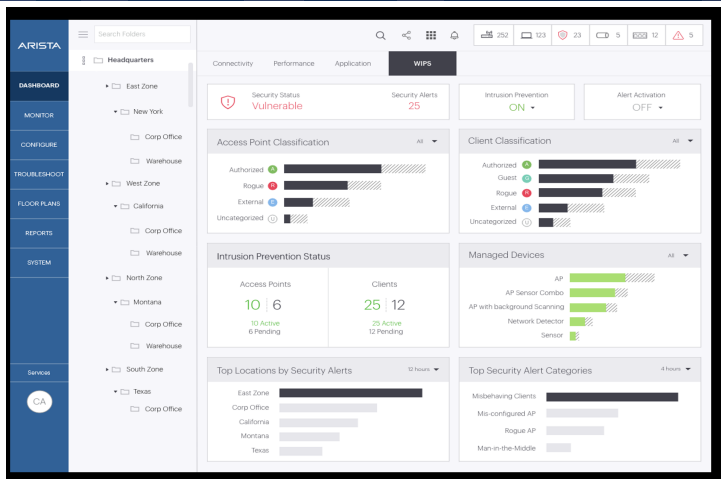 ARISTA
DASHBOARD
MONITOR
CONFIGURE
TROUBLESHOOT
FLOOR PLANS
REPORTS
SYSTEM
Services
CA
Search Folders
Headquarters
East Zone
New York
Corp Office
Warehouse
West Zone
California
Corp Office
Warehouse
North Zone
Montana
Corp Office
Warehouse
South Zone
Texas
Corp Office
252 123 23 5 12 5
Connectivity Performance Application WIPS
Security Status Security Alerts
Vulnerable 25
Intrusion Prevention Alert Activation
ON OFF
Access Point Classification All
Authorized A
Rogue R
External E
Uncategorized U
Client Classification All
Authorized A
Guest G
Rogue R
External E
Uncategorized U
Intrusion Prevention Status
Access Points Clients
10 | 6 25 | 12
10 Active 25 Active
6 Pending 12 Pending
Managed Devices All
AP
AP Sensor Combo
AP with background Scanning
Network Detector
Sensor
Top Locations by Security Alerts 12 hours
East Zone
Corp Office
California
Montana
Texas
Top Security Alert Categories 4 hours
Misbehaving Clients
Mis-configured AP
Rogue AP
Man-in-the-Middle